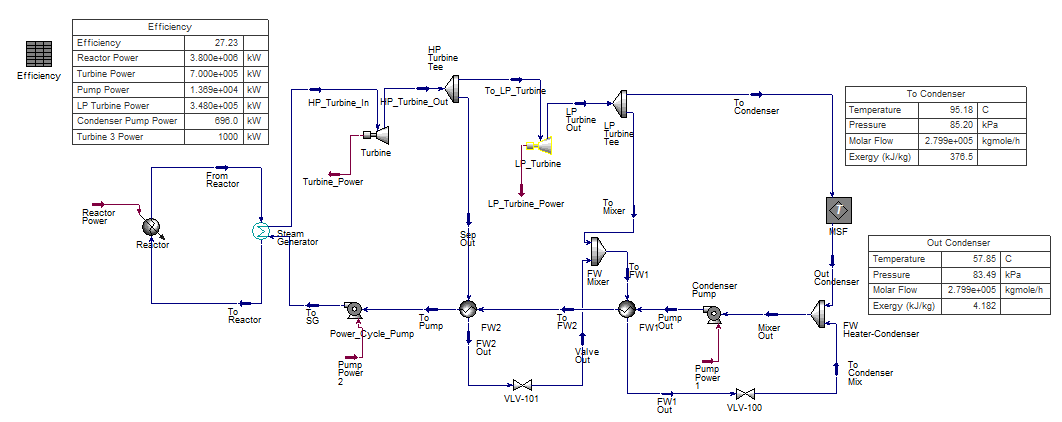 Efficiency
Efficiency
Efficiency 27.23
Reactor Power 3.800e+006 kW
Turbine Power 7.000e+005 kW
Pump Power 1.369e+004 kW
LP Turbine Power 3.480e+005 kW
Condenser Pump Power 696.0 kW
Turbine 3 Power 1000 kW
HP
Turbine
Tee
HP_Turbine_In
HP_Turbine_Out
To_LP_Turbine
LP
Turbine
Out
LP
Turbine
Tee
To
Condenser
To Condenser
Temperature 95.18 C
Pressure 85.20 kPa
Molar Flow 2.799e+005 kgmole/h
Exergy (kJ/kg) 376.5
Turbine
LP_Turbine
Turbine_Power
LP_Turbine_Power
From
Reactor
Reactor
Power
Reactor
Steam
Generator
Sep
Out
To
Mixer
MSF
Out Condenser
Temperature 57.85 C
Pressure 83.49 kPa
Molar Flow 2.799e+005 kgmole/h
Exergy (kJ/kg) 4.182
FW
Mixer
To
FW1
Out
Condenser
Condenser
Pump
To
Reactor
To
SG
Power_Cycle_Pump
To
Pump
FW2
To
FW2
FW1
Pump
Out
Mixer
Out
FW
Heater-Condenser
FW2
Out
Valve
Out
Pump
Power
2
Pump
Power
1
To
Condenser
Mix
VLV-101
FW1
Out
VLV-100